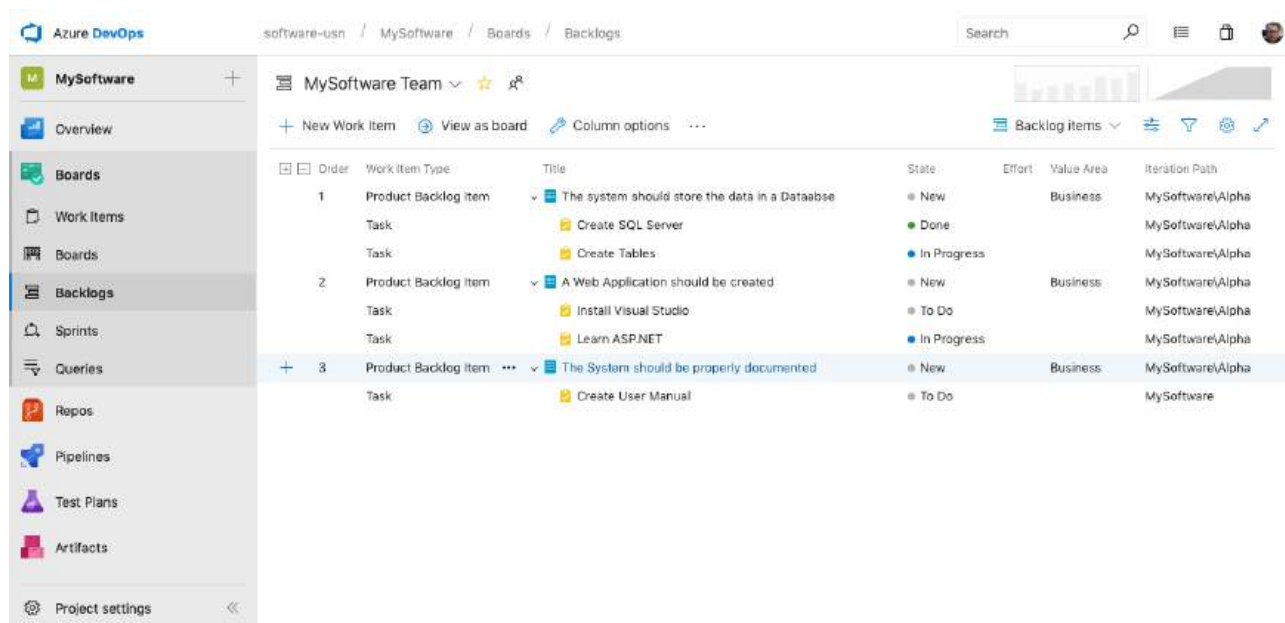 Azure DevOps
software-usn / MySoftware / Boards / Backlogs
Search
M MySoftware
Overview
Boards
Work Items
Boards
Backlogs
Sprints
Queries
Repos
Pipelines
Test Plans
Artifacts
Project settings
MySoftware Team
New Work Item View as board Column options ...
Backlog items
Order Work Item Type Title State Effort Value Area Iteration Path
1 Product Backlog Item The system should store the data in a Dataabse New Business MySoftware\Alpha
Task Create SQL Server Done MySoftware\Alpha
Task Create Tables In Progress MySoftware\Alpha
2 Product Backlog Item A Web Application should be created New Business MySoftware\Alpha
Task Install Visual Studio To Do MySoftware\Alpha
Task Learn ASP.NET In Progress MySoftware\Alpha
3 Product Backlog Item ... The System should be properly documented New Business MySoftware\Alpha
Task Create User Manual To Do MySoftware